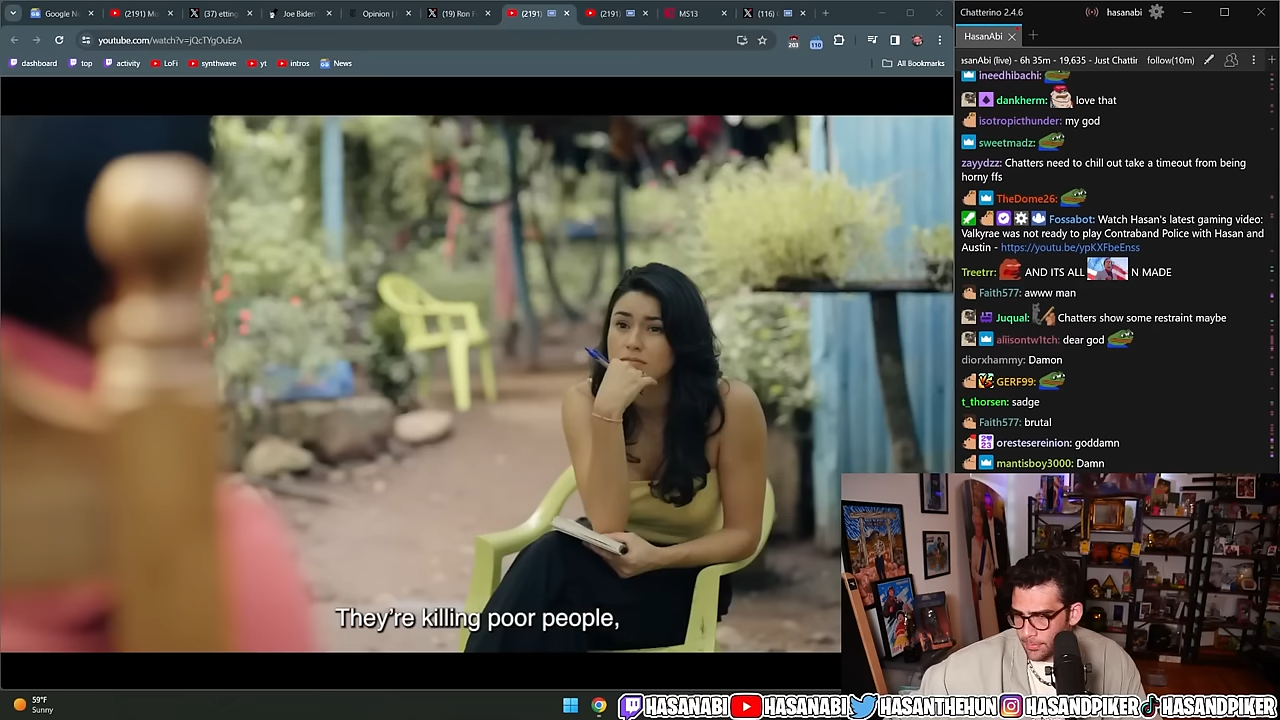 Google N
(2191) M
(37) etting
Joe Biden
Opinion |
(19) Ron F
(2191)
(2191)
MS13
(116)
youtube.com/watch?v=jQcTYgOuEzA
203
110
dashboard
top
activity
LoFi
synthwave
yt
intros
News
All Bookmarks
They're killing poor people,
59°F
Sunny
Chatterino 2.4.6
hasanabi
HasanAbi
asanAbi (live) - 6h 35m - 19,635 - Just Chattin
follow(10m)
ineedhibachi:
dankherm: love that
isotropicthunder: my god
sweetmadz:
zayydzz: Chatters need to chill out take a timeout from being
horny ffs
TheDome26:
Fossabot: Watch Hasan's latest gaming video:
Valkyrae was not ready to play Contraband Police with Hasan and
Austin - https://youtu.be/ypKXFbeEnss
Treetrr: AND ITS ALL N MADE
Faith577: awww man
Juqual: Chatters show some restraint maybe
aliisontw1tch: dear god
diorxhammy: Damon
GERF99:
t_thorsen: sadge
Faith577: brutal
orestesereinion: goddamn
mantisboy3000: Damn
HASANABI HASANABI HASANTHEHUN HASANDPIKER HASANDPIKER